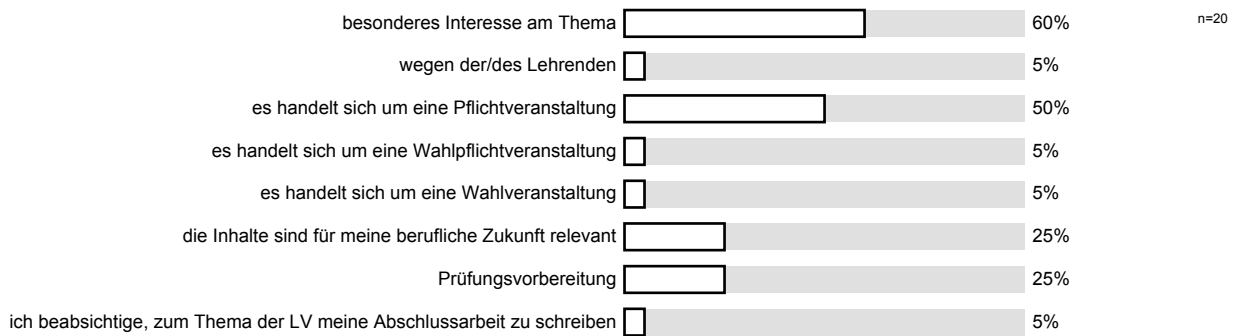 besonderes Interesse am Thema 60% n=20
wegen der/des Lehrenden 5%
es handelt sich um eine Pflichtveranstaltung 50%
es handelt sich um eine Wahlpflichtveranstaltung 5%
es handelt sich um eine Wahlveranstaltung 5%
die Inhalte sind für meine berufliche Zukunft relevant 25%
Prüfungsvorbereitung 25%
ich beabsichtige, zum Thema der LV meine Abschlussarbeit zu schreiben 5%